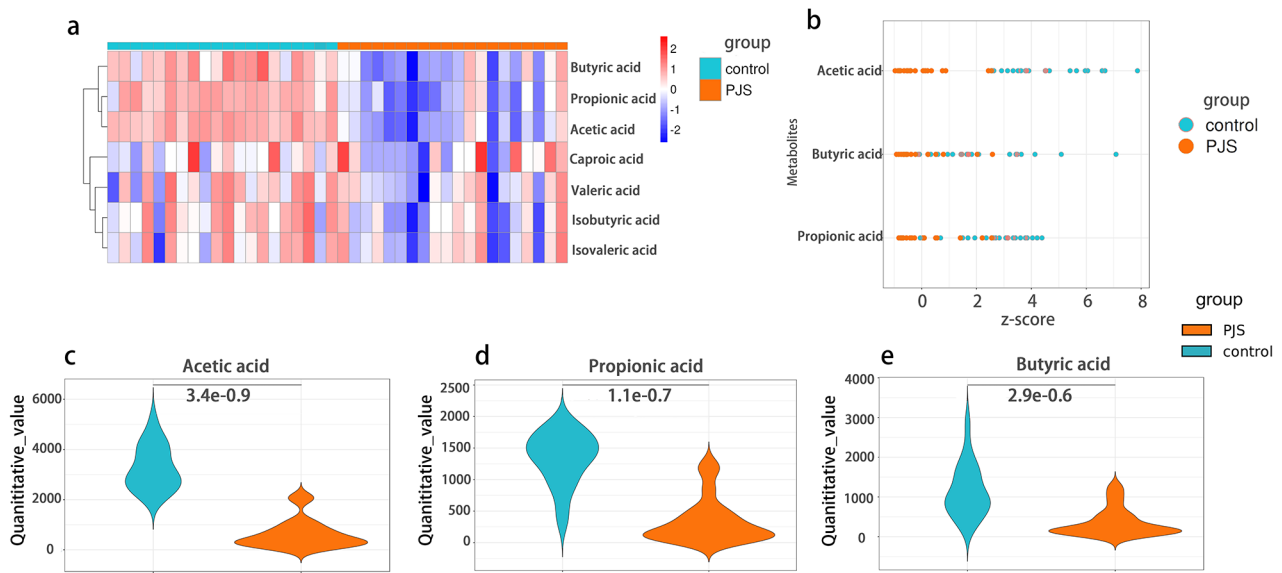 a
group
control
PJS
2
1
0
-1
-2
Butyric acid
Propionic acid
Acetic acid
Caproic acid
Valeric acid
Isobutyric acid
Isovaleric acid
b
Metabolites
Acetic acid
Butyric acid
Propionic acid
0 2 4 6 8
z-score
group
control
PJS
group
PJS
control
c
Acetic acid
3.4e-0.9
Quanititative_value
6000
4000
2000
0
d
Propionic acid
1.1e-0.7
Quanititative_value
2500
2000
1500
1000
500
0
e
Butyric acid
2.9e-0.6
Quanititative_value
4000
3000
2000
1000
0